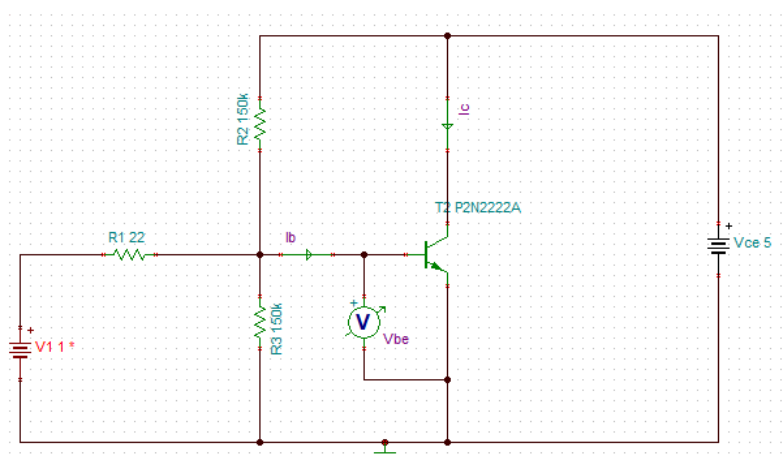 R2 150k
Ic
T2 P2N2222A
R1 22
Ib
+
Vce 5
+
V
Vbe
R3 150k
+
V1 1 *